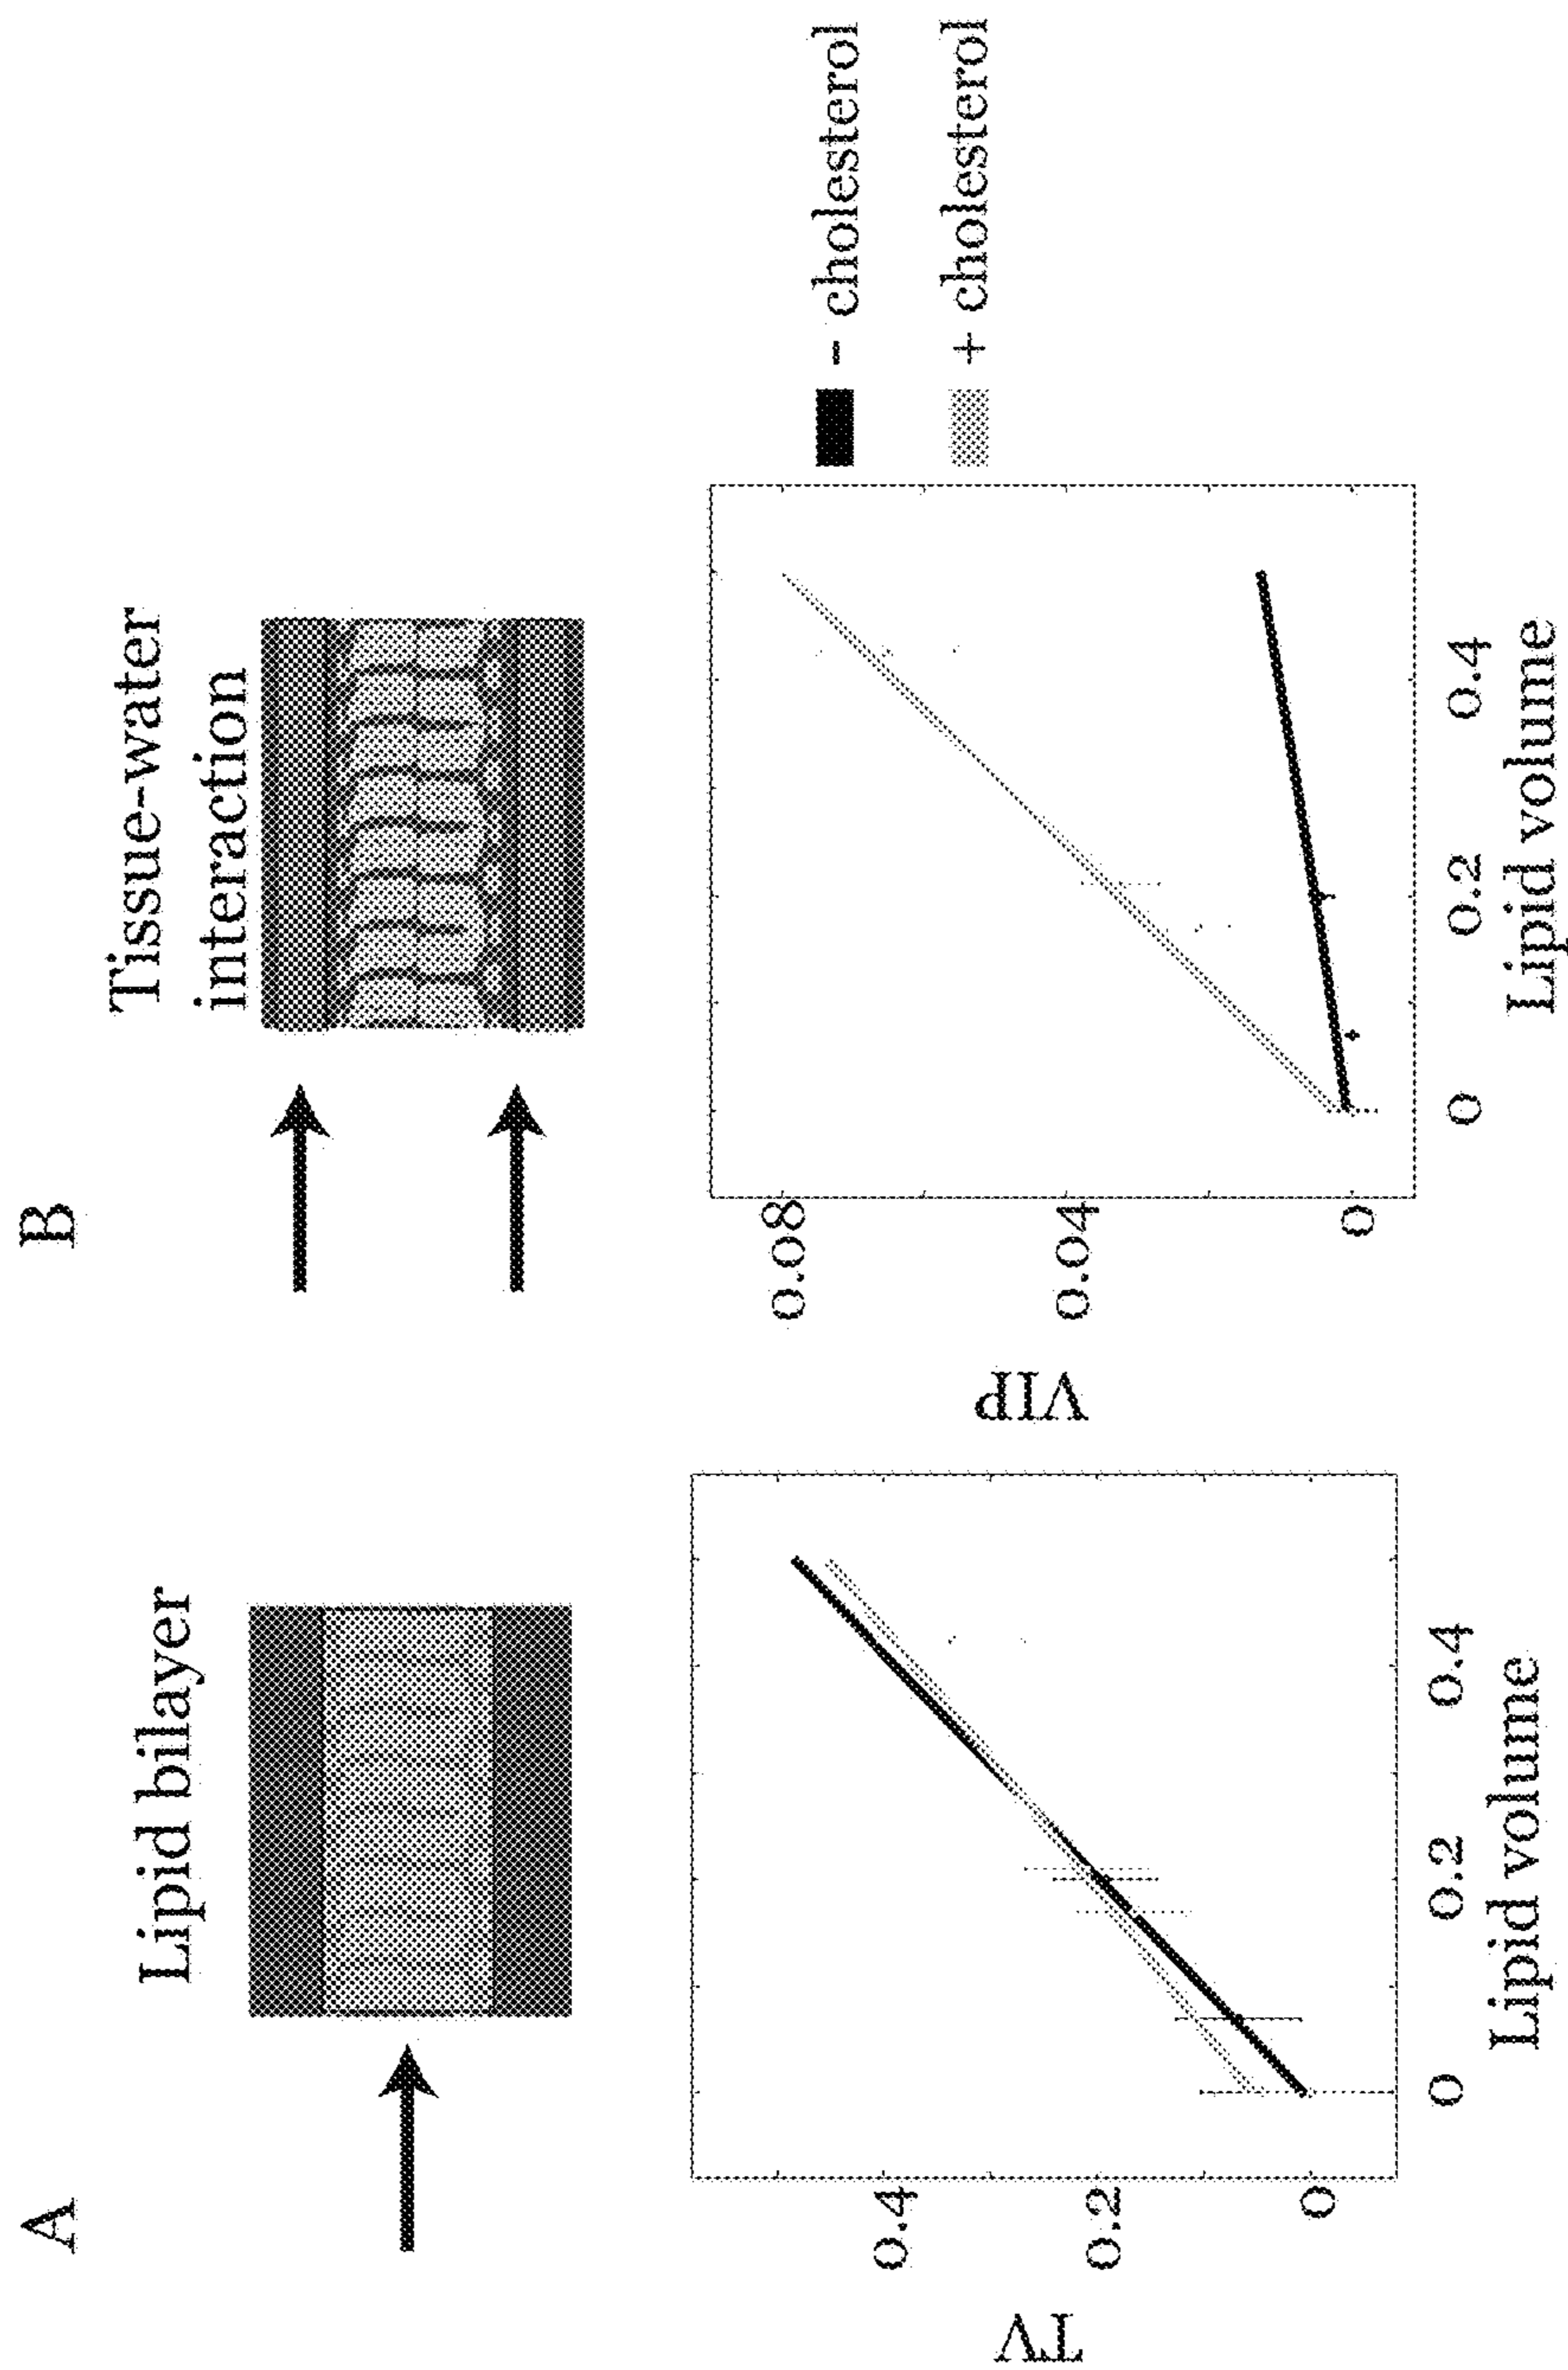 A
Lipid bilayer
TV
0.4
0.2
0
0
0.2
0.4
Lipid volume
B
Tissue-water
interaction
VIP
0.08
0.04
0
0
0.2
0.4
Lipid volume
- cholesterol
+ cholesterol